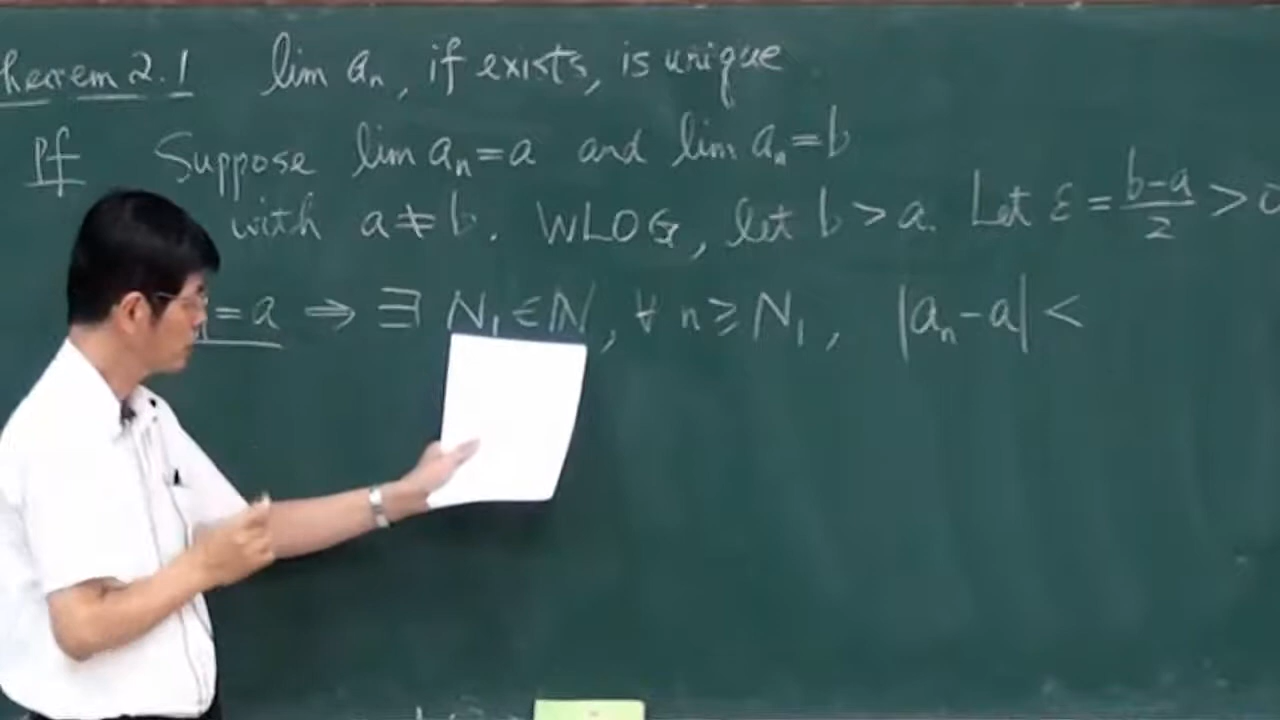 heorem 2.1 lim aₙ, if exists, is unique
Pf Suppose lim aₙ = a and lim aₙ = b
with a ≠ b. WLOG, let b > a. Let ε = (b-a)/2 > 0
= a ⇒ ∃ N₁ ∈ ℕ, ∀ n ≥ N₁, |aₙ - a| <